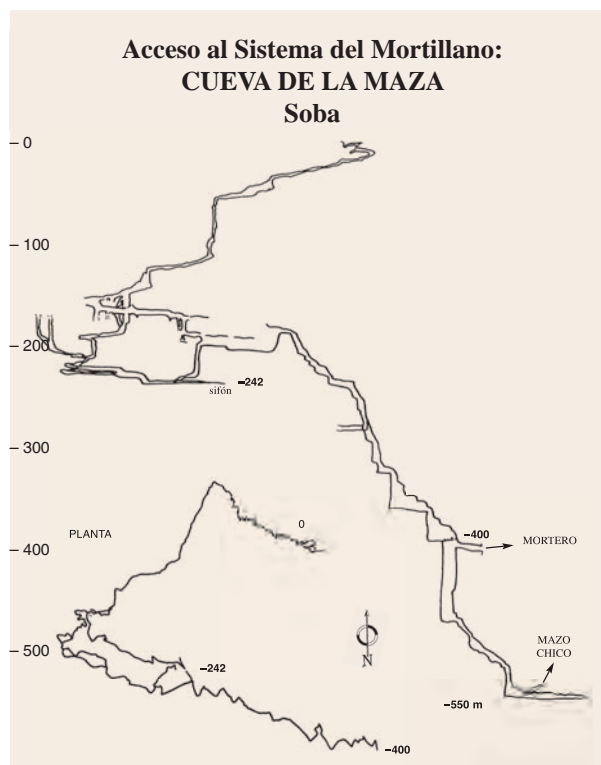 Acceso al Sistema del Mortillano:
CUEVA DE LA MAZA
Soba
– 0
– 100
– 200
–242
sifón
– 300
0
PLANTA
– 400
–400
MORTERO
N
MAZO
CHICO
– 500
–242
–550 m
–400